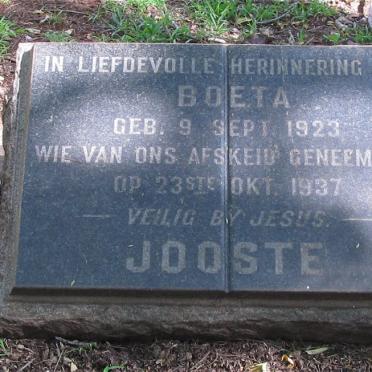 IN LIEFDEVOLLE HERINNERING
BOETA
GEB. 9 SEPT. 1923
WIE VAN ONS AFSKEID GENEEM
OP 23STE OKT. 1937
— VEILIG BY JESUS. —
JOOSTE